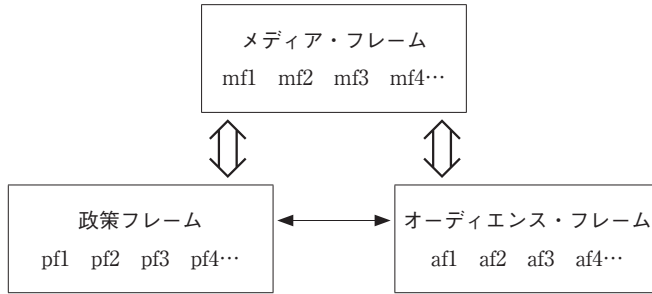 メディア・フレーム
mf1 mf2 mf3 mf4…
政策フレーム
pf1 pf2 pf3 pf4…
オーディエンス・フレーム
af1 af2 af3 af4…